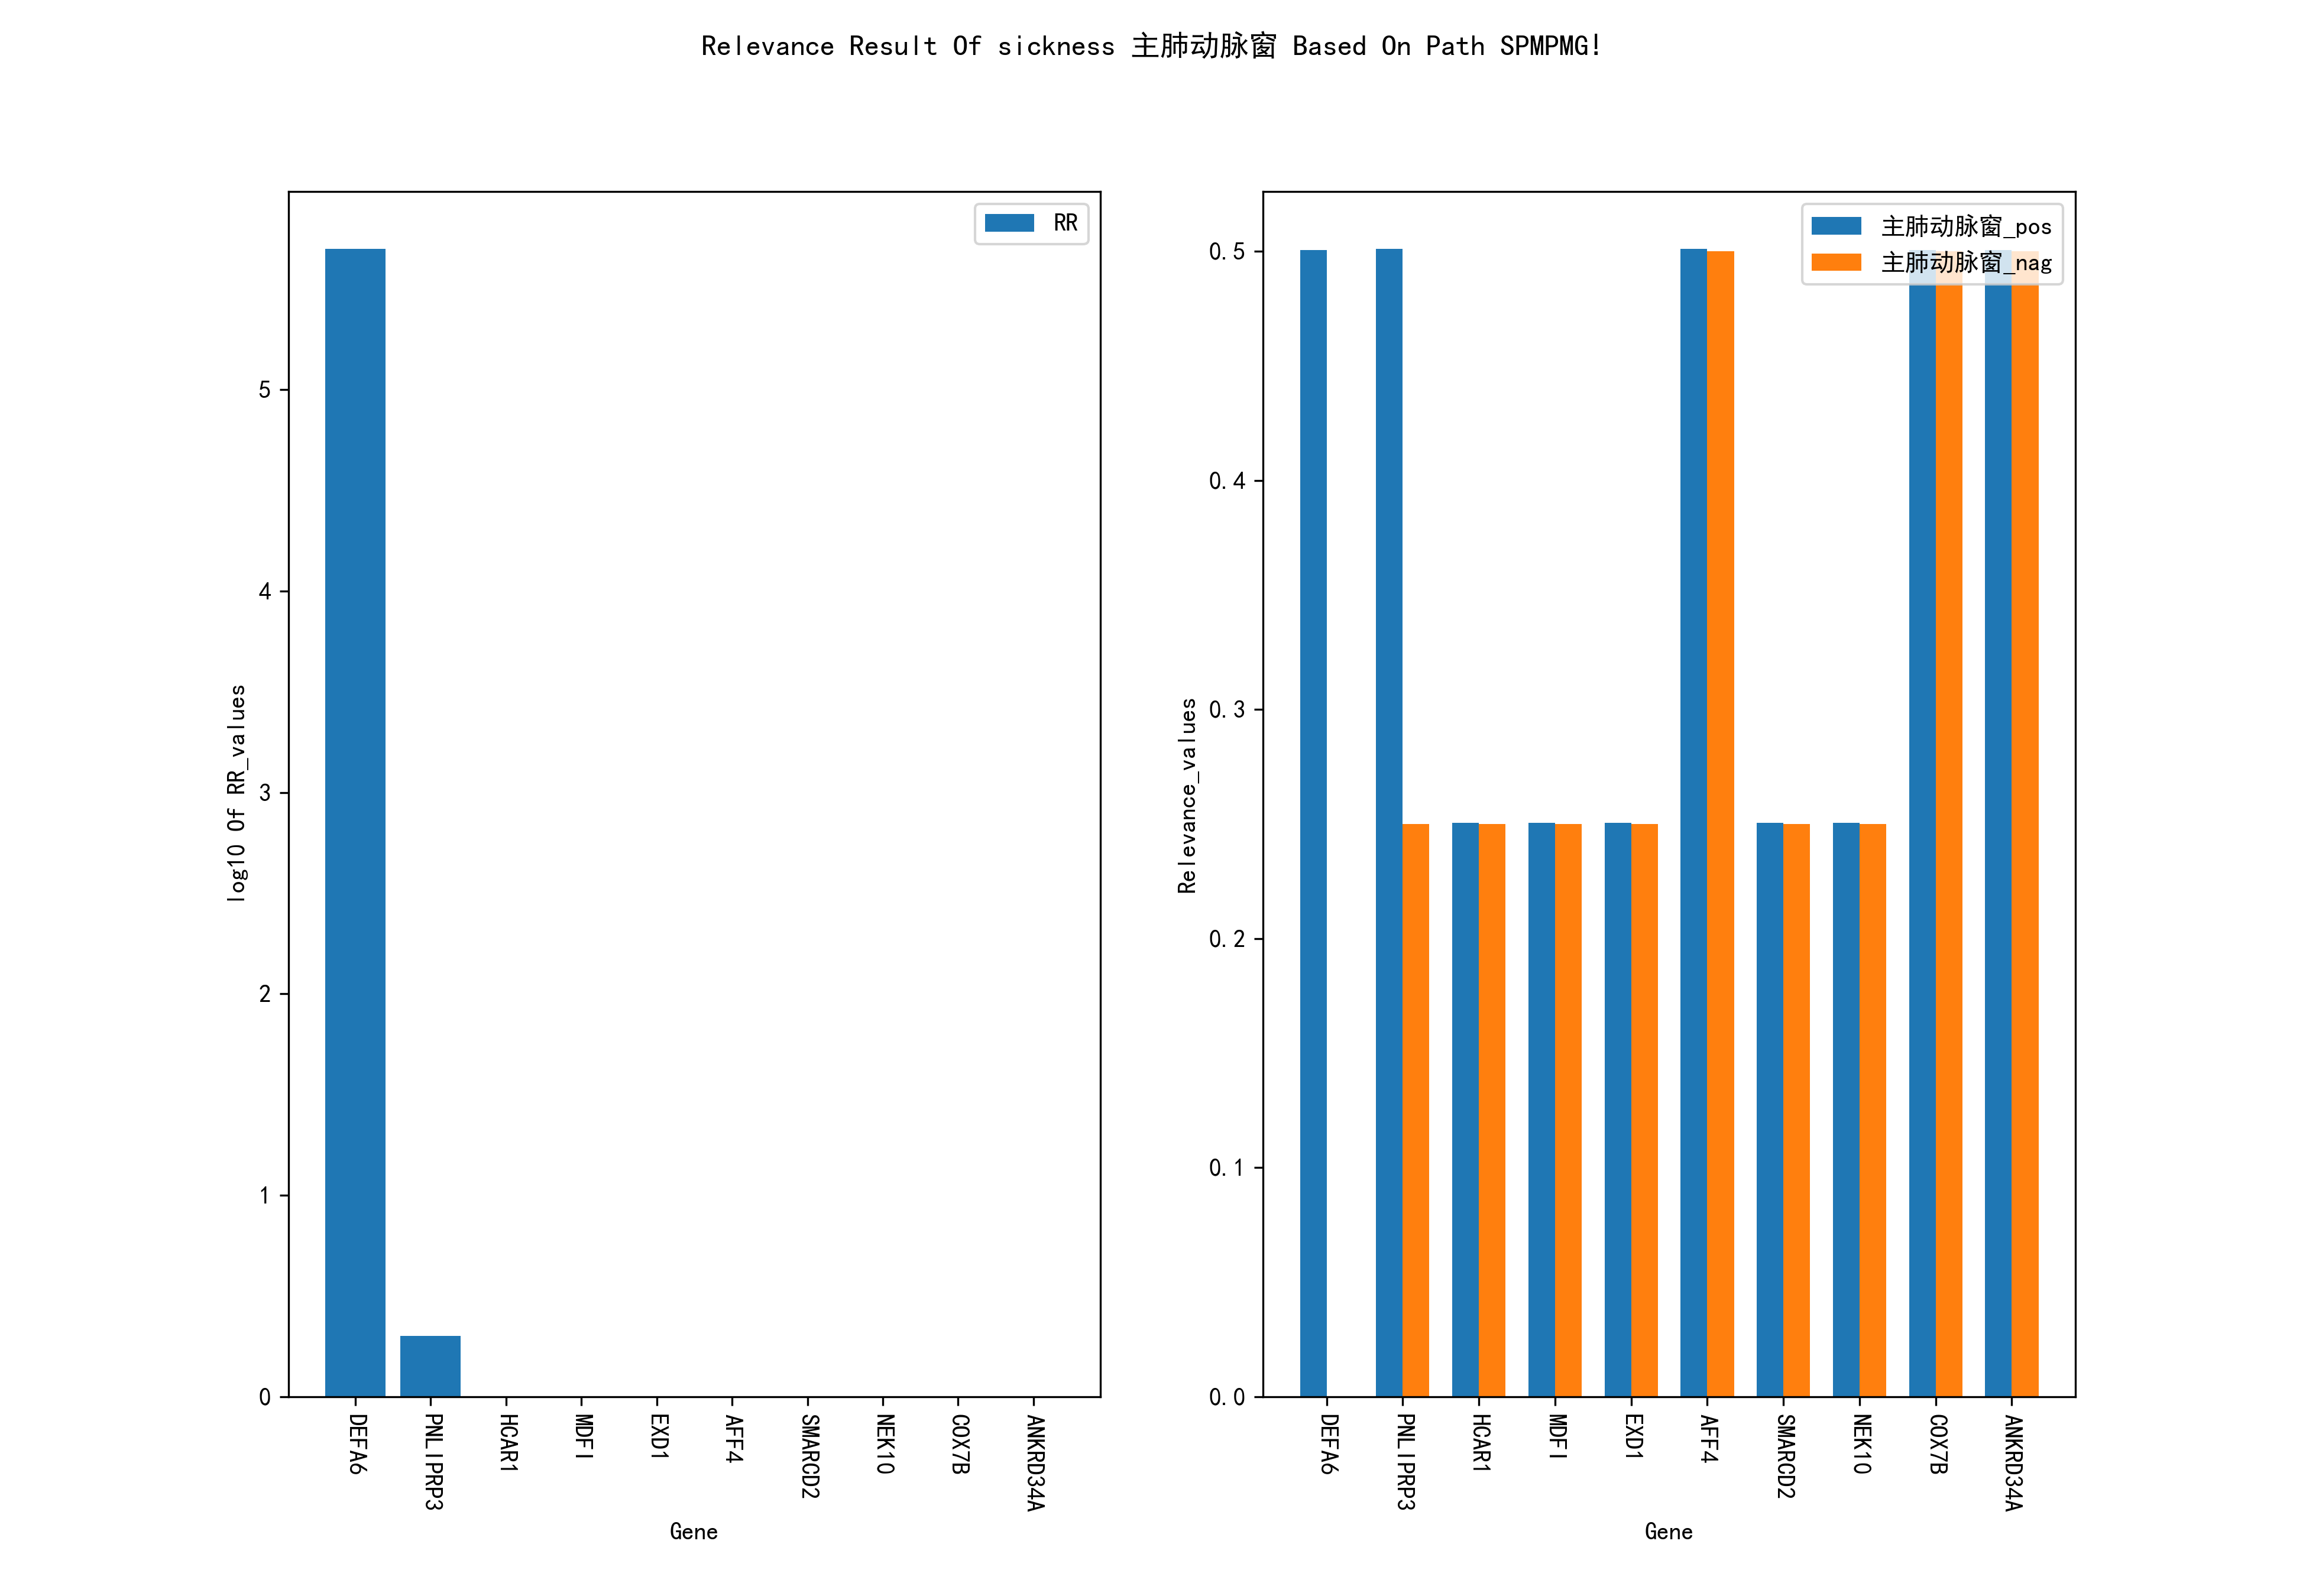 Relevance Result Of sickness 主肺动脉窗 Based On Path SPMPMG!
RR
5
4
3
2
1
0
log10 Of RR_values
DEFA6
PNLIPRP3
HCAR1
MDFI
EXD1
AFF4
SMARCD2
NEK10
COX7B
ANKRD34A
Gene
主肺动脉窗_pos
主肺动脉窗_nag
0.5
0.4
0.3
0.2
0.1
0.0
Relevance_values
DEFA6
PNLIPRP3
HCAR1
MDFI
EXD1
AFF4
SMARCD2
NEK10
COX7B
ANKRD34A
Gene